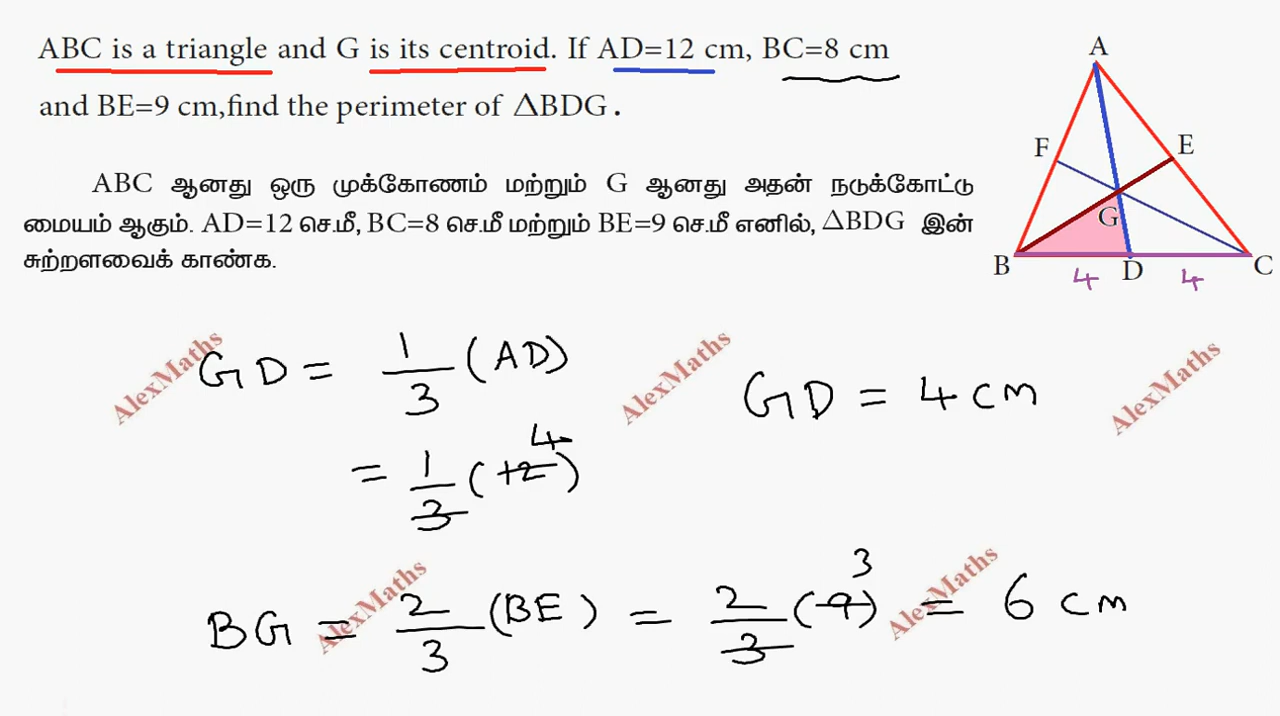 ABC is a triangle and G is its centroid. If AD=12 cm, BC=8 cm
and BE=9 cm,find the perimeter of △BDG.
ABC ஆனது ஒரு முக்கோணம் மற்றும் G ஆனது அதன் நடுக்கோட்டு
மையம் ஆகும். AD=12 செ.மீ, BC=8 செ.மீ மற்றும் BE=9 செ.மீ எனில், △BDG இன்
சுற்றளவைக் காண்க.
A
F
E
G
B
D
C
4
4
GD = 1/3 (AD)
GD = 4 cm
4
= 1/3 (12)
3
BG = 2/3 (BE) = 2/3 (9) = 6 cm
AlexMaths
AlexMaths
AlexMaths
AlexMaths
AlexMaths